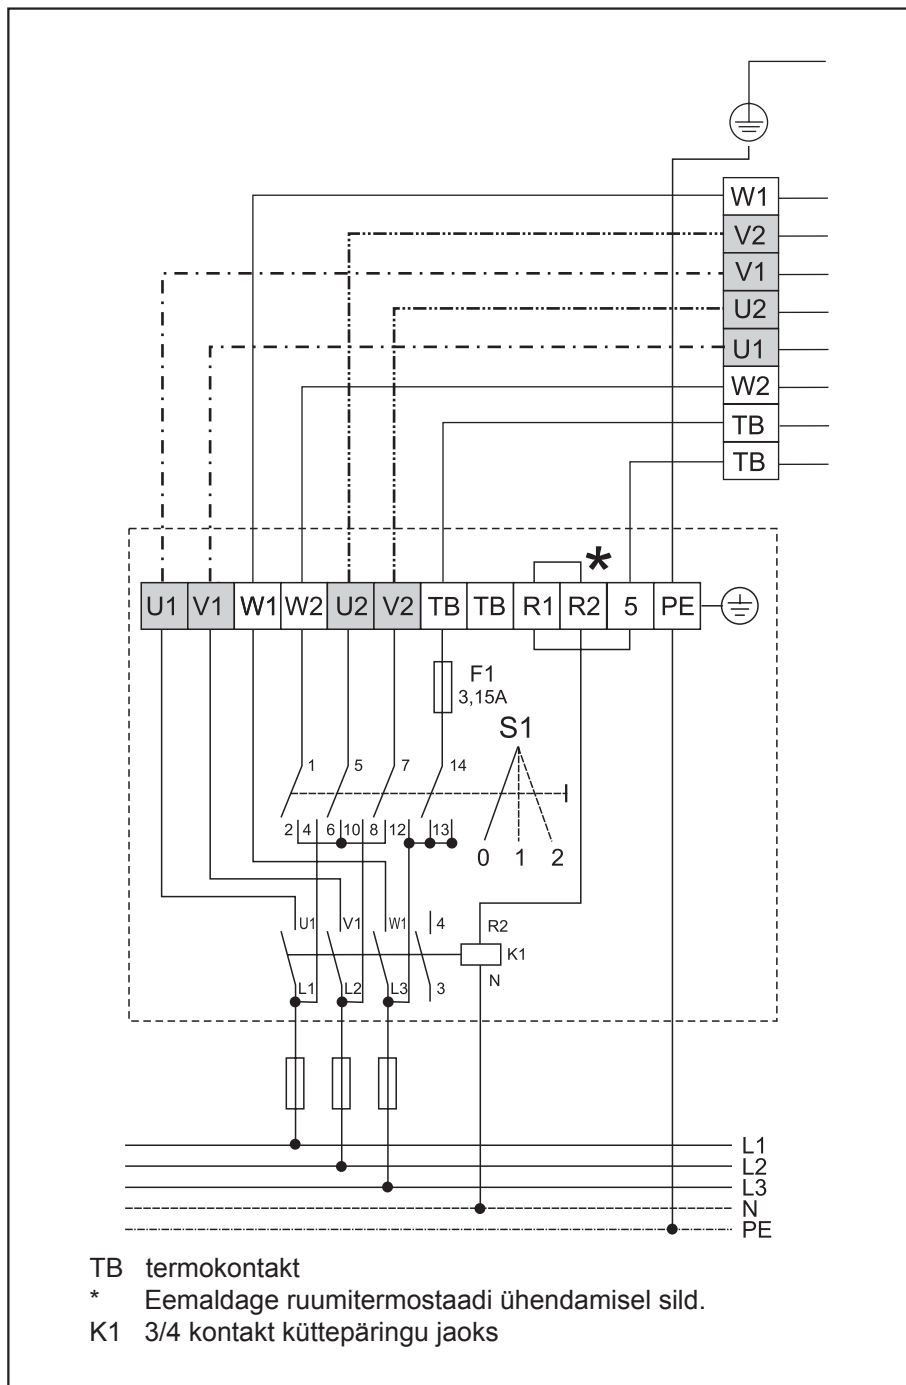 W1
V2
V1
U2
U1
W2
TB
TB
*
U1 V1 W1 W2 U2 V2 TB TB R1 R2 5 PE
F1
3,15A
S1
1 5 7 14
2 4 6 10 8 12 13
0 1 2
U1 V1 W1 4 R2
K1
L1 L2 L3 3 N
L1
L2
L3
N
PE
TB termokontakt
* Eemaldage ruumitermostaadi ühendamisel sild.
K1 3/4 kontakt küttepäringu jaoks